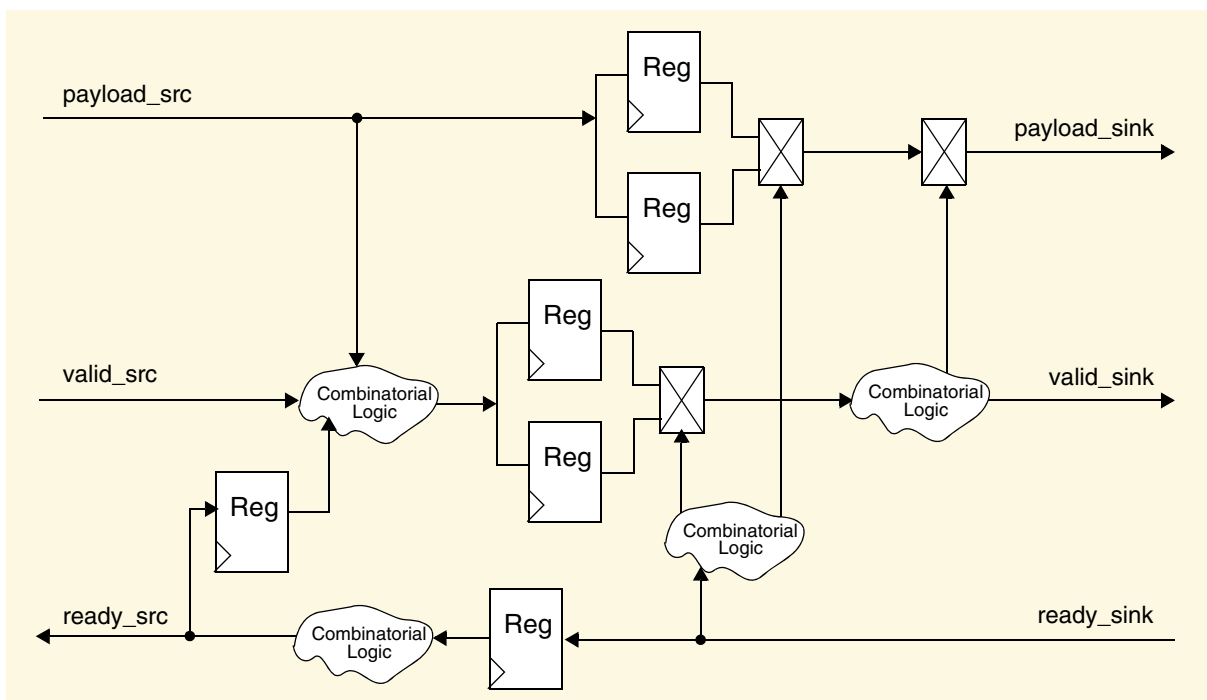 Reg
payload_src
payload_sink
Reg
Reg
valid_src
Combinatorial
Logic
Combinatorial
Logic
valid_sink
Reg
Reg
Combinatorial
Logic
ready_src
Combinatorial
Logic
Reg
ready_sink